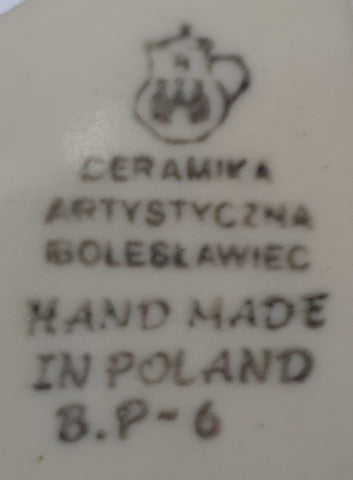 CERAMIKA
ARTYSTYCZNA
BOLESŁAWIEC
HAND MADE
IN POLAND
B.P-6